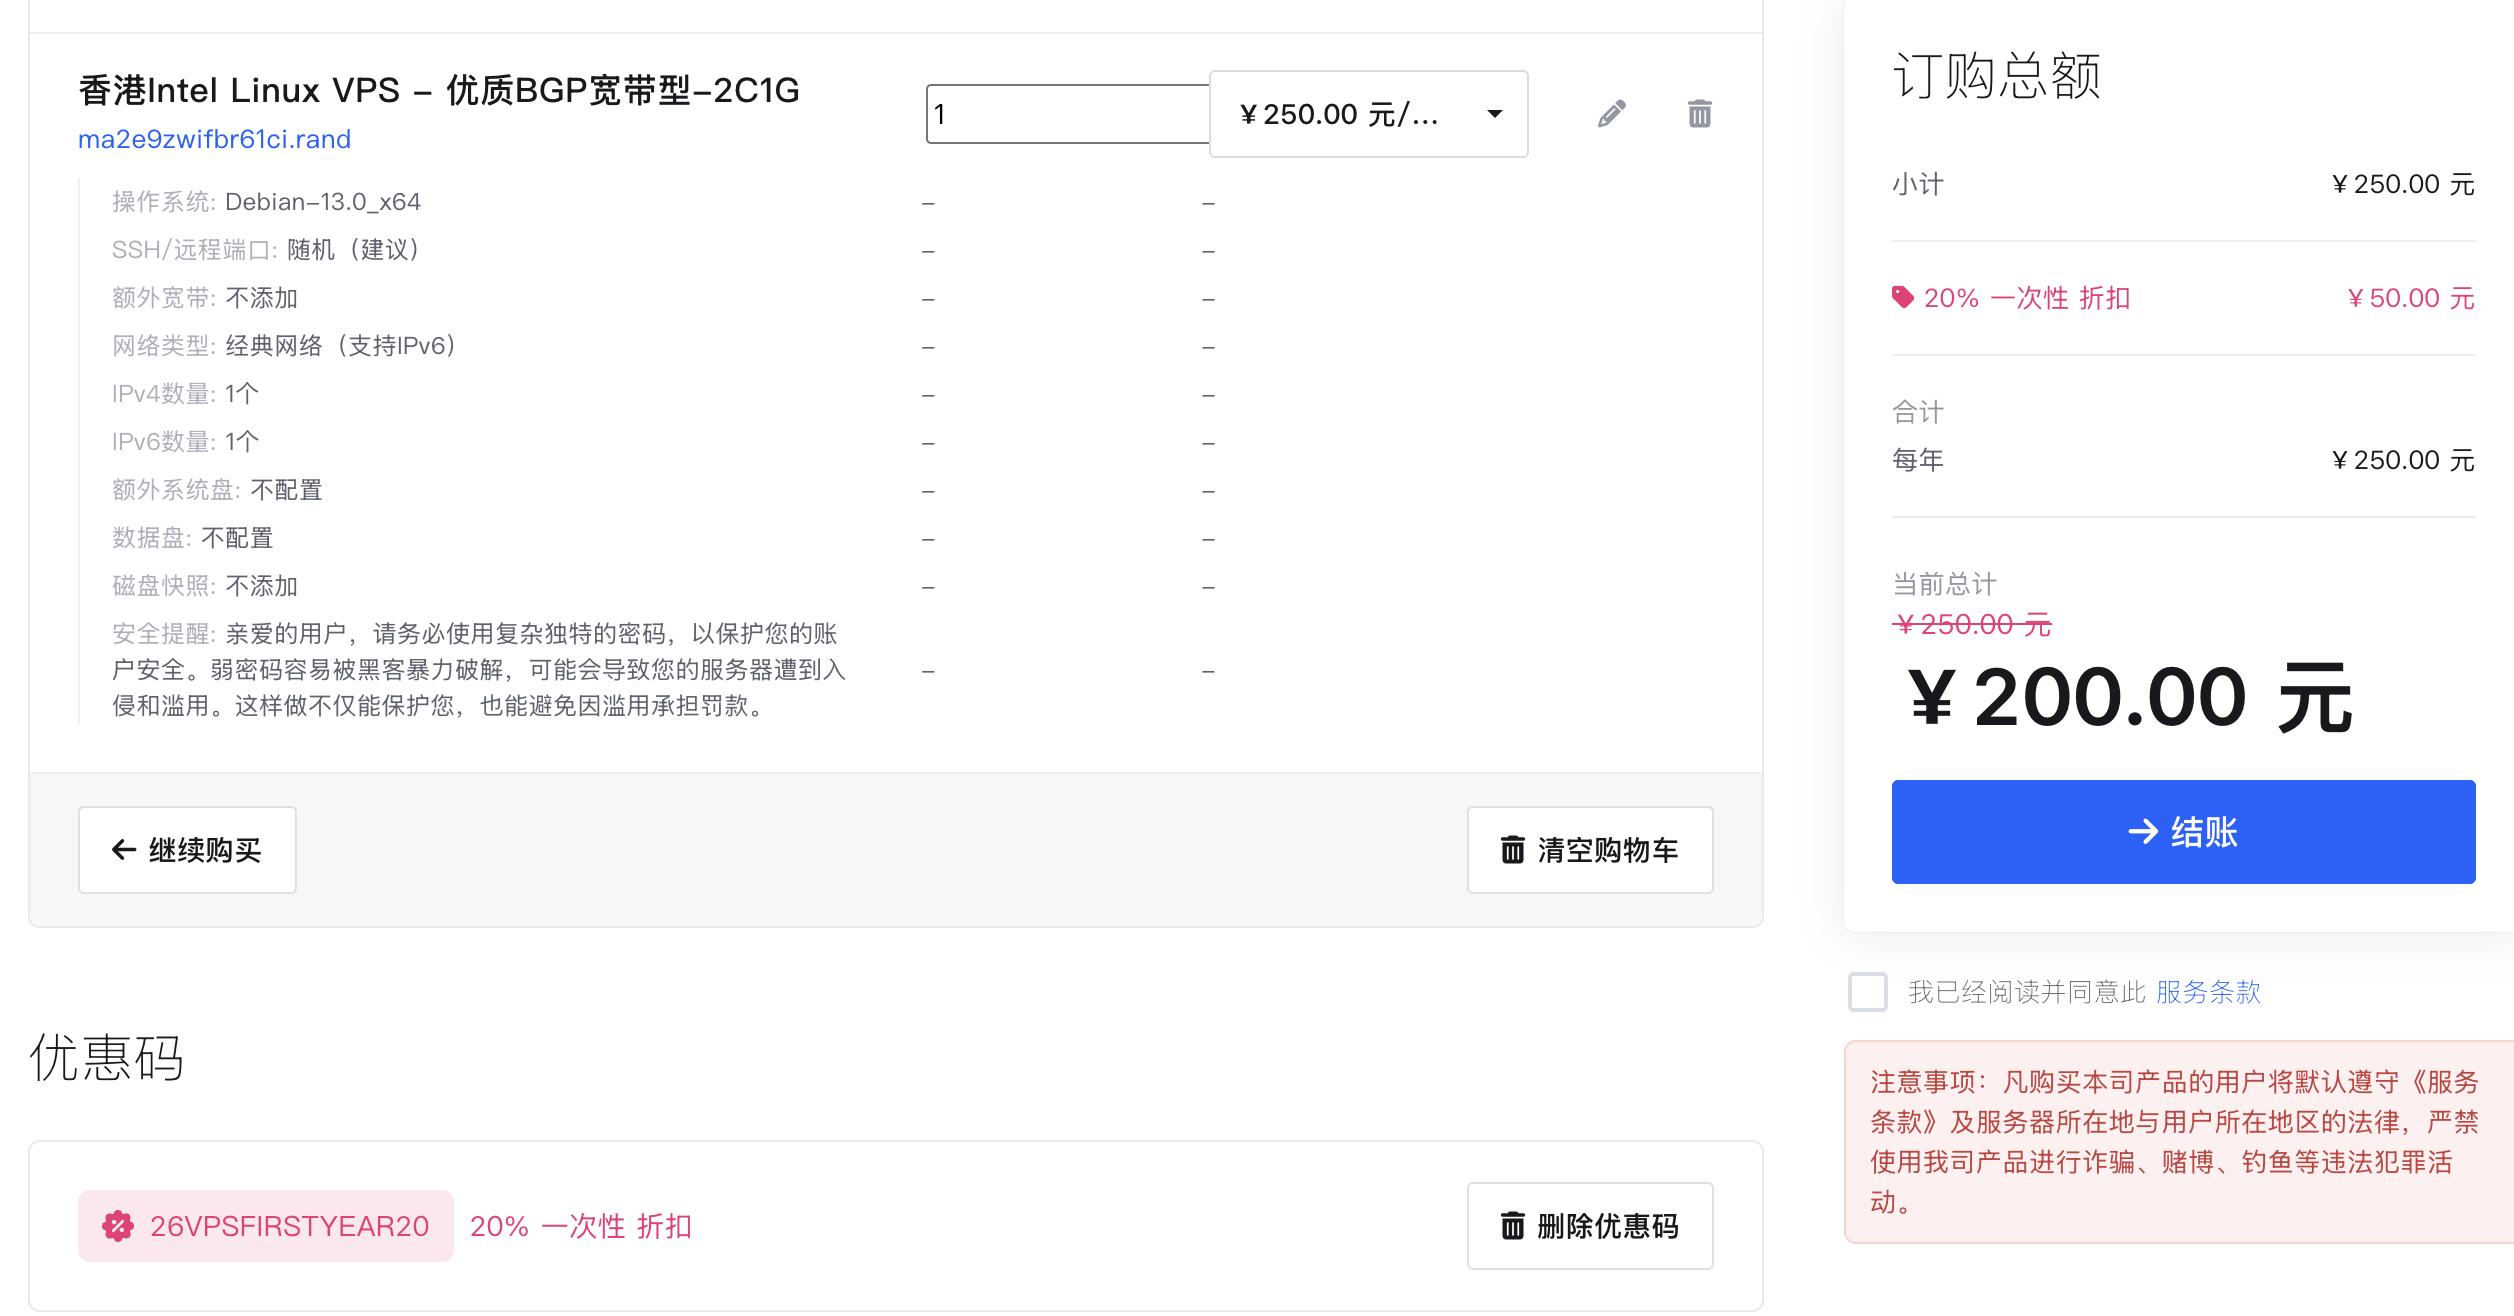 香港Intel Linux VPS – 优质BGP宽带型–2C1G
ma2e9zwifbr61ci.rand
1
¥ 250.00 元/...
操作系统: Debian–13.0_x64
– –
SSH/远程端口: 随机（建议）
– –
额外宽带: 不添加
– –
网络类型: 经典网络（支持IPv6）
– –
IPv4数量: 1个
– –
IPv6数量: 1个
– –
额外系统盘: 不配置
– –
数据盘: 不配置
– –
磁盘快照: 不添加
– –
安全提醒: 亲爱的用户，请务必使用复杂独特的密码，以保护您的账
户安全。弱密码容易被黑客暴力破解，可能会导致您的服务器遭到入
侵和滥用。这样做不仅能保护您，也能避免因滥用承担罚款。
– –
继续购买
清空购物车
优惠码
26VPSFIRSTYEAR20 20% 一次性 折扣
删除优惠码
订购总额
小计 ¥ 250.00 元
20% 一次性 折扣 ¥ 50.00 元
合计
每年 ¥ 250.00 元
当前总计
¥ 250.00 元
¥ 200.00 元
结账
我已经阅读并同意此 服务条款
注意事项：凡购买本司产品的用户将默认遵守《服务
条款》及服务器所在地与用户所在地区的法律，严禁
使用我司产品进行诈骗、赌博、钓鱼等违法犯罪活
动。